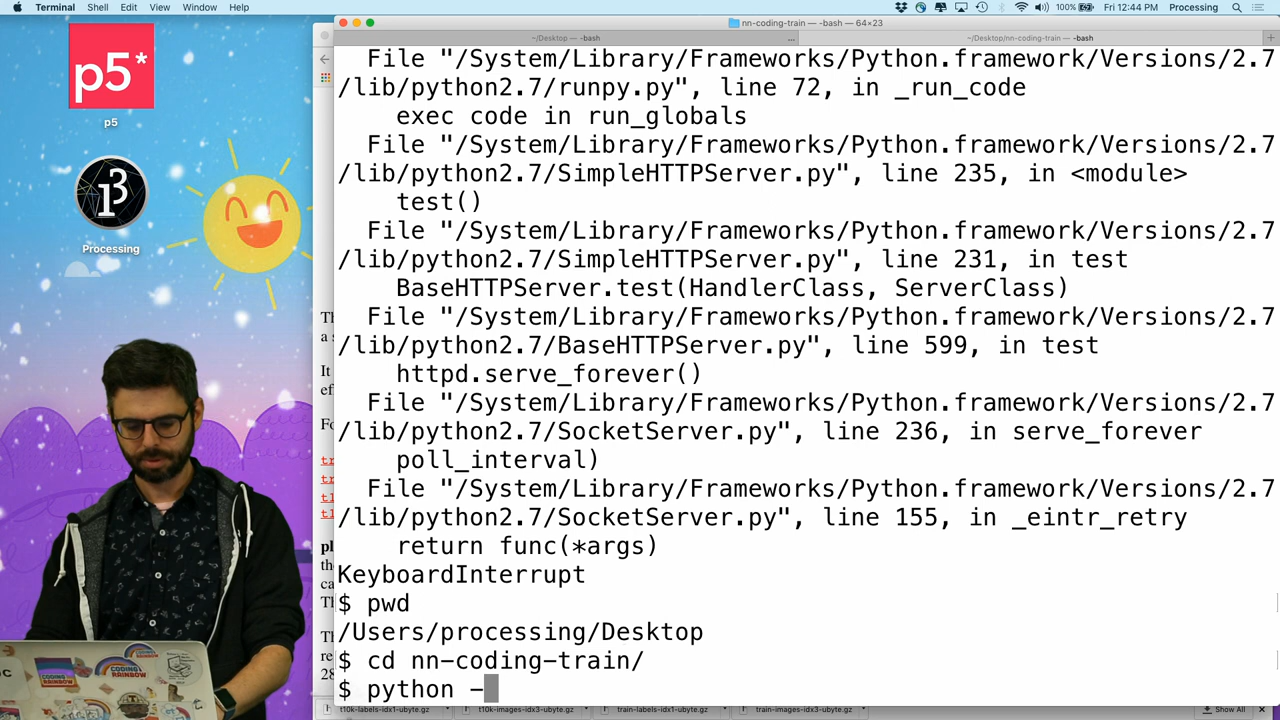 Terminal Shell Edit View Window Help
100% Fri 12:44 PM Processing
nn-coding-train — -bash — 64×23
~/Desktop — -bash ... ~/Desktop/nn-coding-train — -bash +
p5*
p5
Processing
File "/System/Library/Frameworks/Python.framework/Versions/2.7
/lib/python2.7/runpy.py", line 72, in _run_code
exec code in run_globals
File "/System/Library/Frameworks/Python.framework/Versions/2.7
/lib/python2.7/SimpleHTTPServer.py", line 235, in <module>
test()
File "/System/Library/Frameworks/Python.framework/Versions/2.7
/lib/python2.7/SimpleHTTPServer.py", line 231, in test
BaseHTTPServer.test(HandlerClass, ServerClass)
File "/System/Library/Frameworks/Python.framework/Versions/2.7
/lib/python2.7/BaseHTTPServer.py", line 599, in test
httpd.serve_forever()
File "/System/Library/Frameworks/Python.framework/Versions/2.7
/lib/python2.7/SocketServer.py", line 236, in serve_forever
poll_interval)
File "/System/Library/Frameworks/Python.framework/Versions/2.7
/lib/python2.7/SocketServer.py", line 155, in _eintr_retry
return func(*args)
KeyboardInterrupt
$ pwd
/Users/processing/Desktop
$ cd nn-coding-train/
$ python -
t10k-labels-idx1-ubyte.gz t10k-images-idx3-ubyte.gz train-labels-idx1-ubyte.gz train-images-idx3-ubyte.gz Show All
CODING RAINBOW